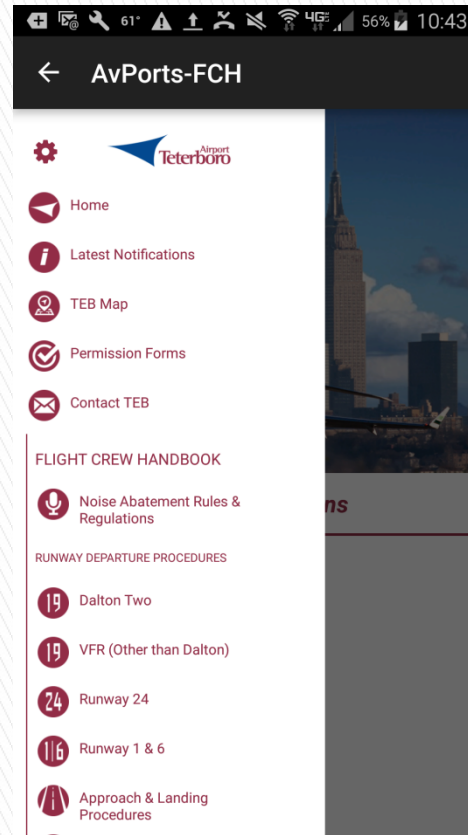 61° 4G 56% 10:43
AvPorts-FCH
Airport
Teterboro
Home
i Latest Notifications
TEB Map
Permission Forms
Contact TEB
FLIGHT CREW HANDBOOK
Noise Abatement Rules &
Regulations
ns
RUNWAY DEPARTURE PROCEDURES
19 Dalton Two
19 VFR (Other than Dalton)
24 Runway 24
1|6 Runway 1 & 6
Approach & Landing
Procedures